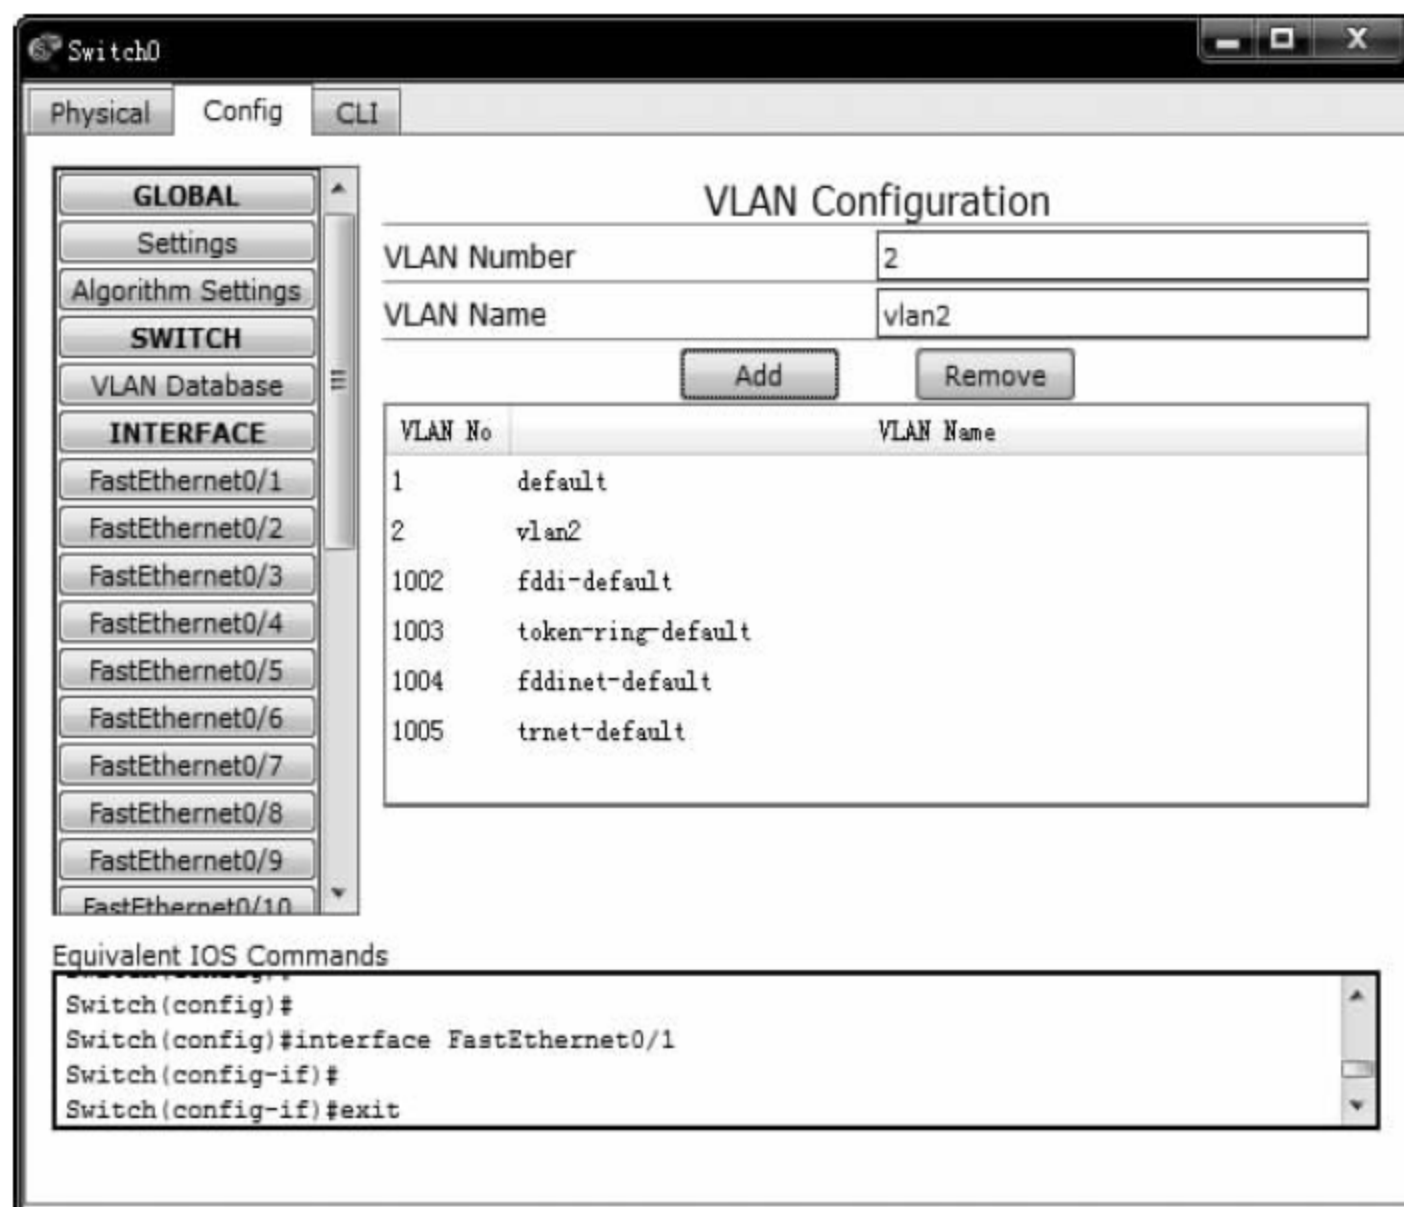 Switch0
Physical Config CLI
GLOBAL
Settings
Algorithm Settings
SWITCH
VLAN Database
INTERFACE
FastEthernet0/1
FastEthernet0/2
FastEthernet0/3
FastEthernet0/4
FastEthernet0/5
FastEthernet0/6
FastEthernet0/7
FastEthernet0/8
FastEthernet0/9
FastEthernet0/10
VLAN Configuration
VLAN Number 2
VLAN Name vlan2
Add Remove
VLAN No VLAN Name
1 default
2 vlan2
1002 fddi-default
1003 token-ring-default
1004 fddinet-default
1005 trnet-default
Equivalent IOS Commands
Switch(config)#
Switch(config)#interface FastEthernet0/1
Switch(config-if)#
Switch(config-if)#exit